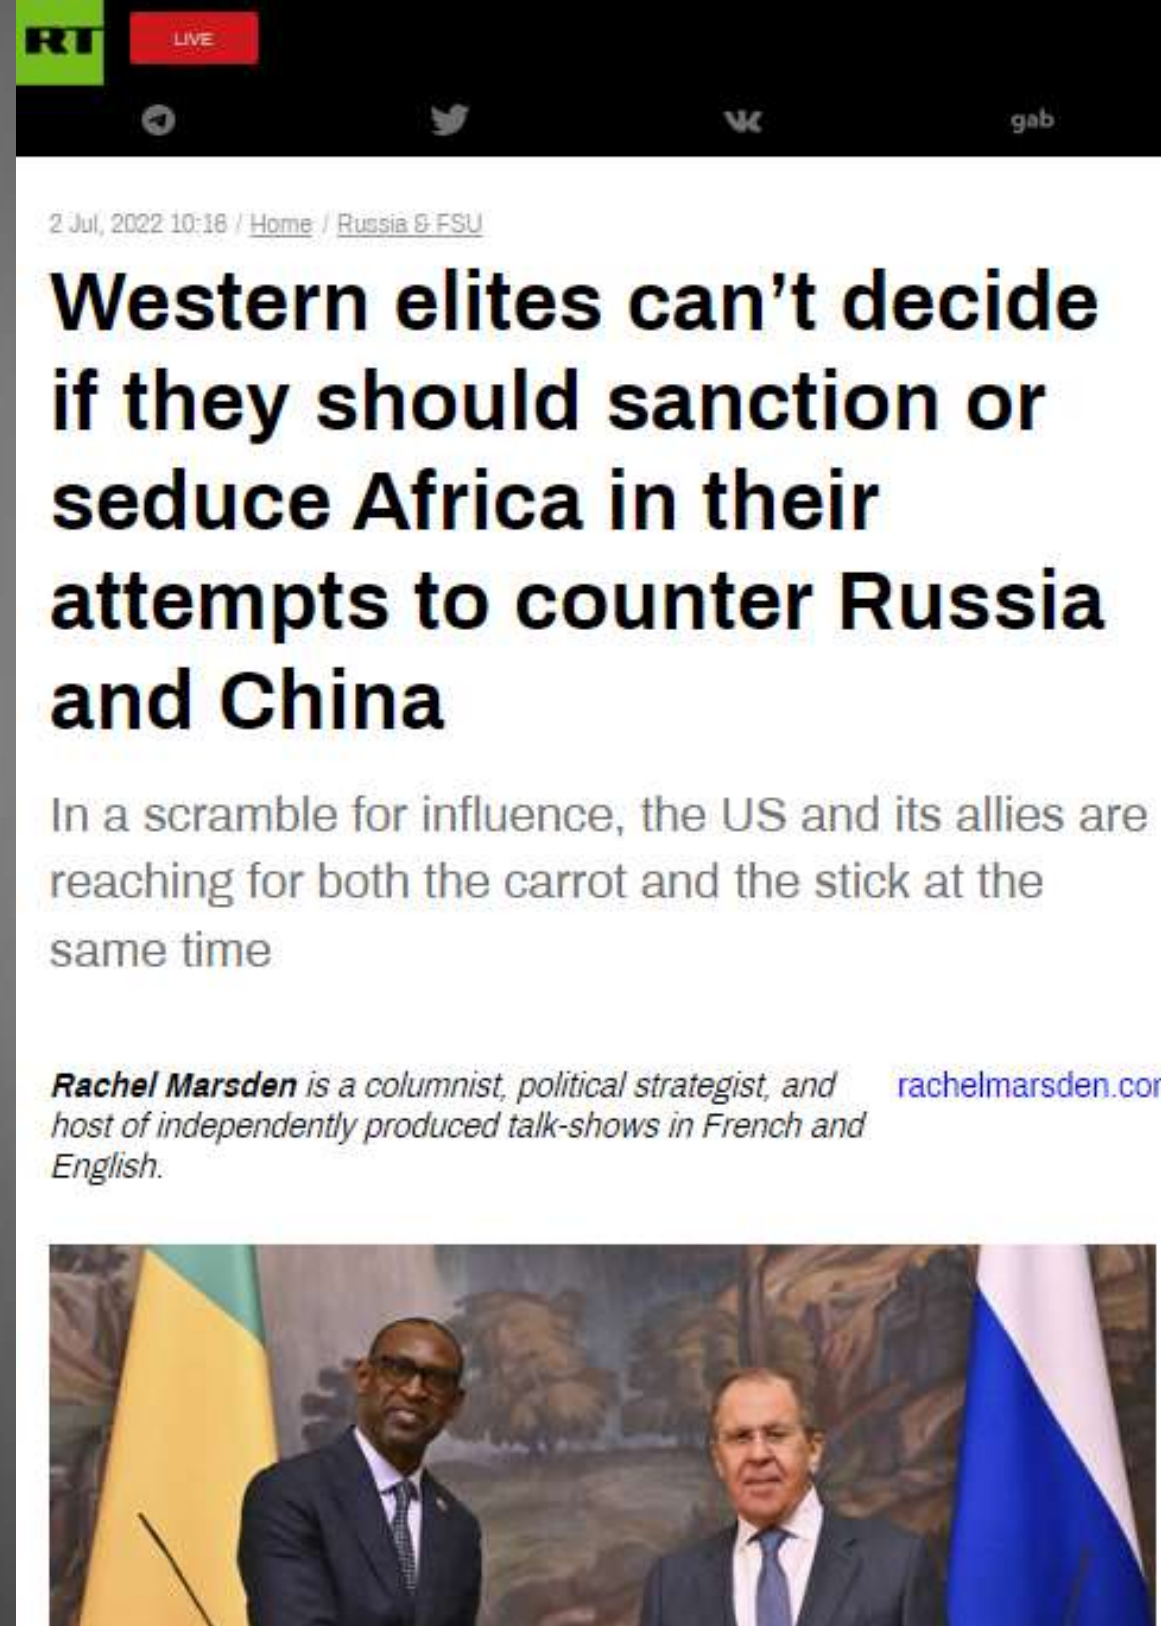 RT
LIVE
gab
2 Jul, 2022 10:16 / Home / Russia & FSU
Western elites can’t decide
if they should sanction or
seduce Africa in their
attempts to counter Russia
and China
In a scramble for influence, the US and its allies are
reaching for both the carrot and the stick at the
same time
Rachel Marsden is a columnist, political strategist, and
host of independently produced talk-shows in French and
English.
rachelmarsden.com